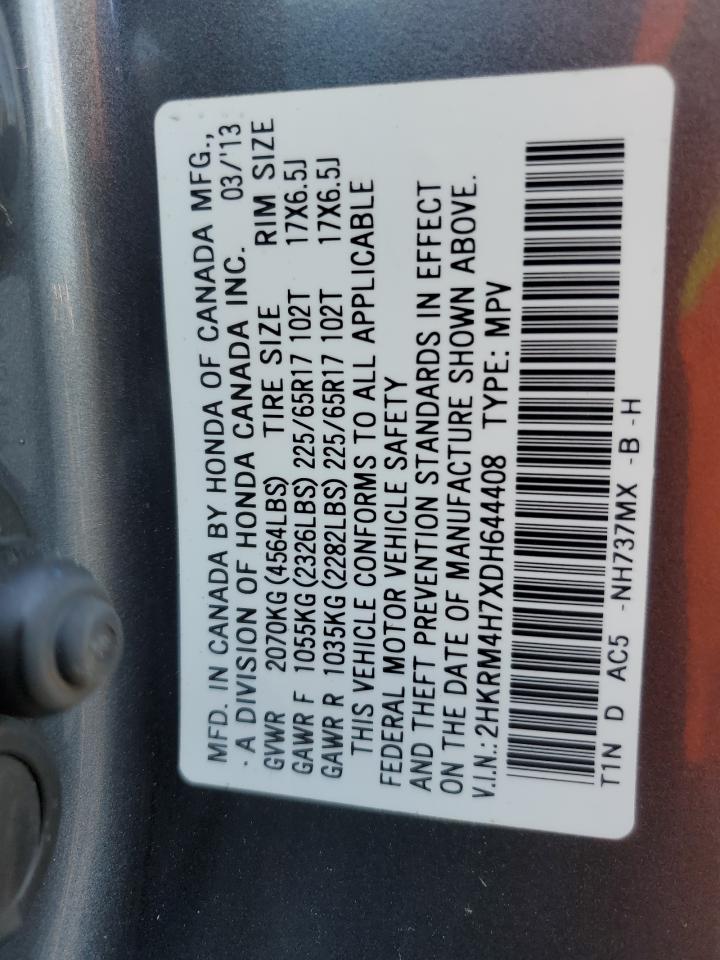 MFD. IN CANADA BY HONDA OF CANADA MFG.,
· A DIVISION OF HONDA CANADA INC. 03/'13
GVWR 2070KG(4564LBS) TIRE SIZE RIM SIZE
GAWR F 1055KG(2326LBS) 225/65R17 102T 17X6.5J
GAWR R 1035KG(2282LBS) 225/65R17 102T 17X6.5J
THIS VEHICLE CONFORMS TO ALL APPLICABLE
FEDERAL MOTOR VEHICLE SAFETY
AND THEFT PREVENTION STANDARDS IN EFFECT
ON THE DATE OF MANUFACTURE SHOWN ABOVE.
V.I.N.:2HKRM4H7XDH644408 TYPE: MPV
T1N D AC5 -NH737MX -B -H